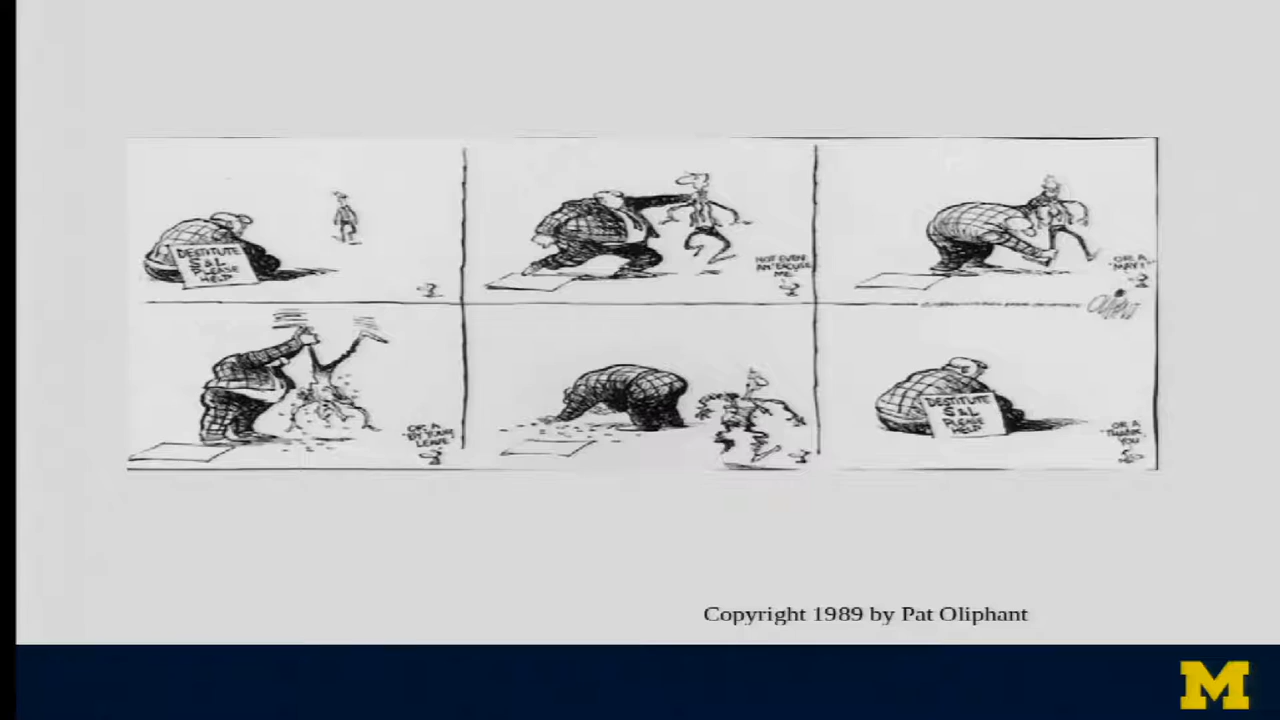 DESTITUTE
S & L
PLEASE
HELP
NOT EVEN
AN "EXCUSE
ME"
OR A
"MAY I"
OR A
"BY YOUR
LEAVE"
DESTITUTE
S & L
PLEASE
HELP
OR A
"THANK
YOU"
Copyright 1989 by Pat Oliphant
M